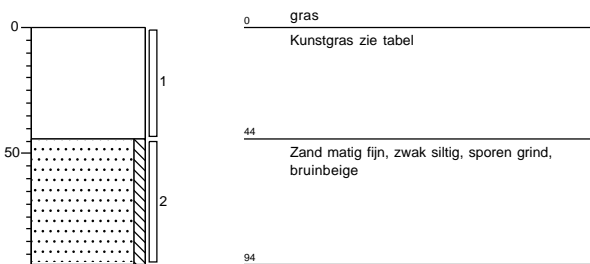 0
0
gras
Kunstgras zie tabel
1
44
50
Zand matig fijn, zwak siltig, sporen grind,
bruinbeige
2
94